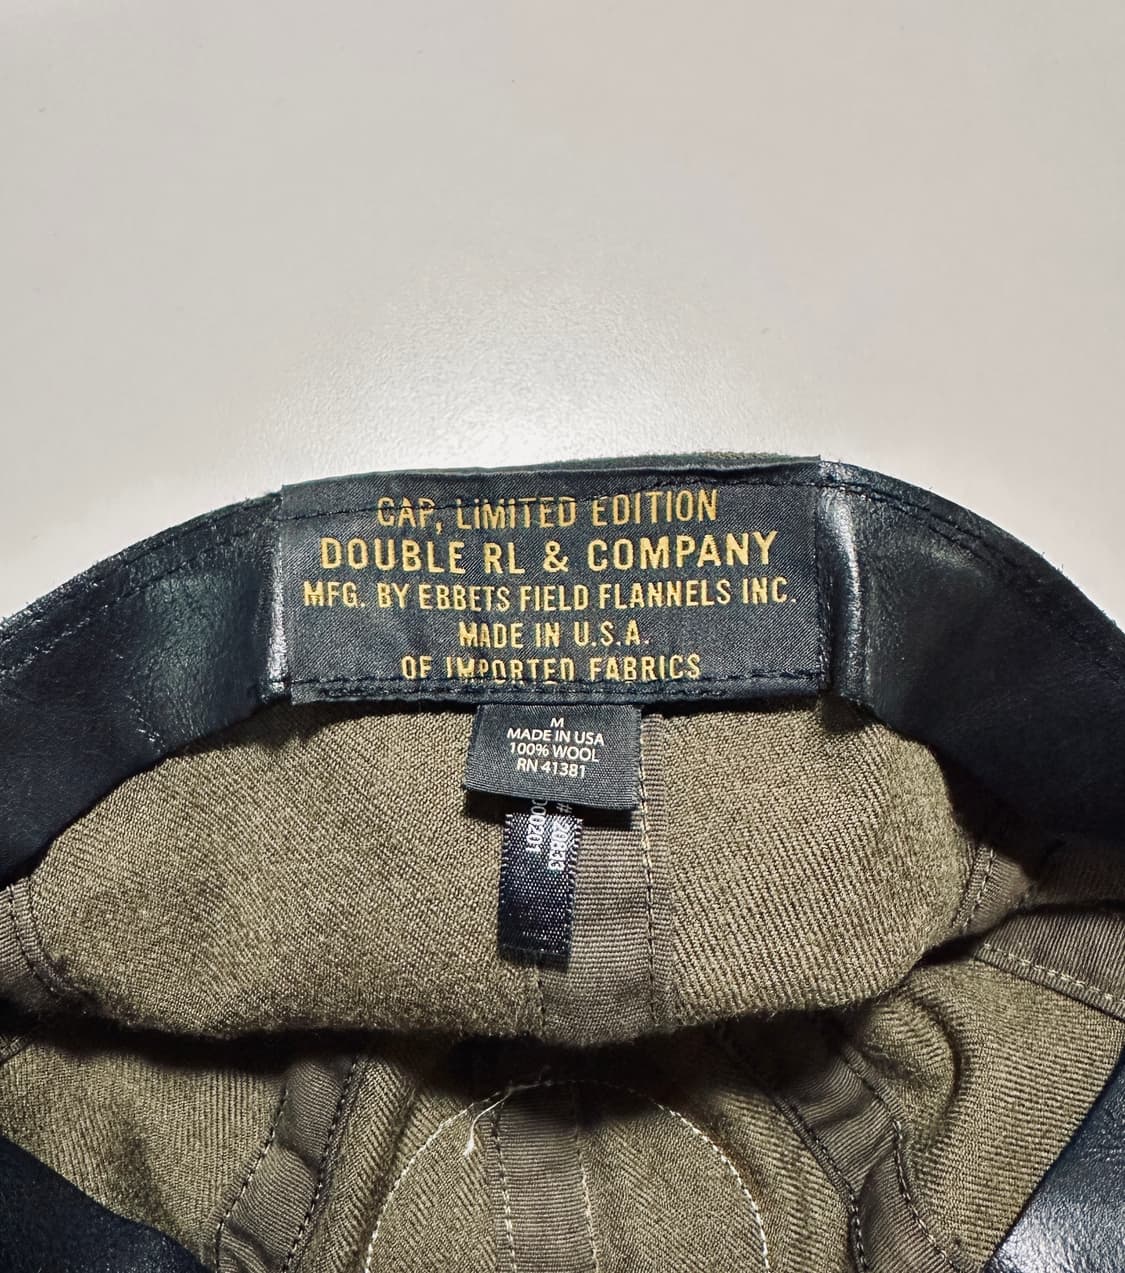 CAP, LIMITED EDITION
DOUBLE RL & COMPANY
MFG. BY EBBETS FIELD FLANNELS INC.
MADE IN U.S.A.
OF IMPORTED FABRICS
M
MADE IN USA
100% WOOL
RN 41381